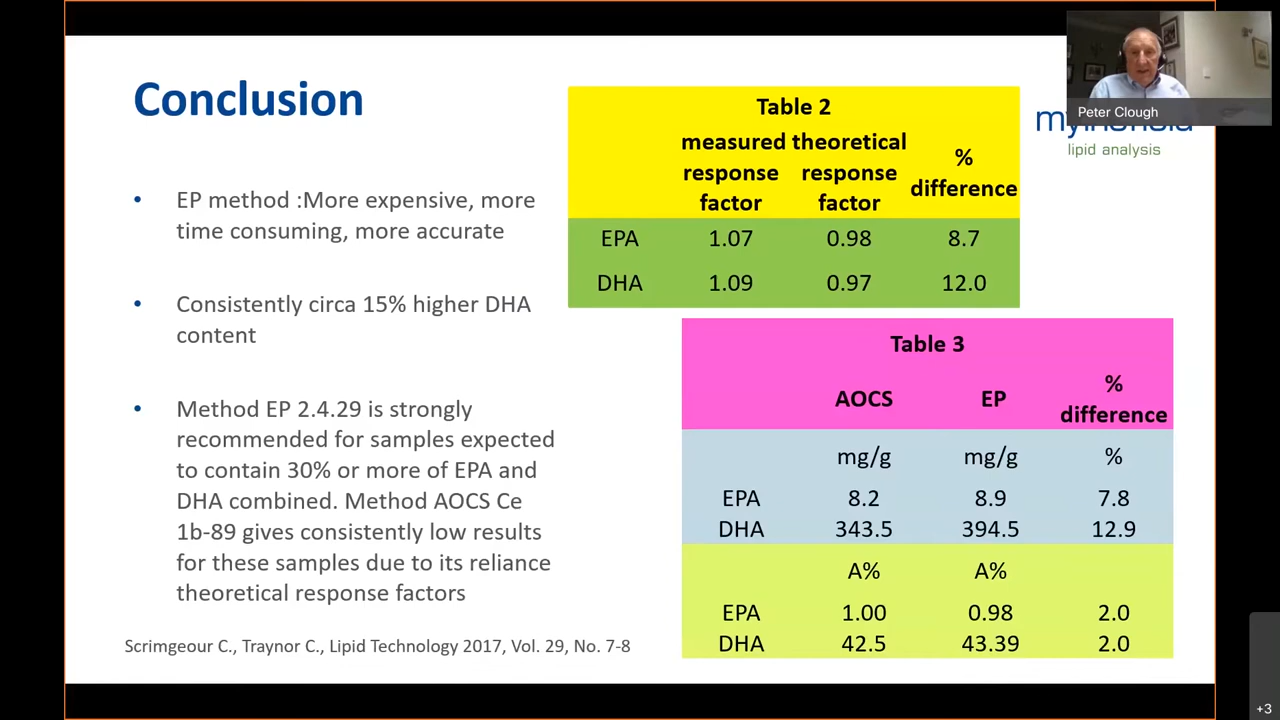 Conclusion
• EP method :More expensive, more
time consuming, more accurate
• Consistently circa 15% higher DHA
content
• Method EP 2.4.29 is strongly
recommended for samples expected
to contain 30% or more of EPA and
DHA combined. Method AOCS Ce
1b-89 gives consistently low results
for these samples due to its reliance
theoretical response factors
Scrimgeour C., Traynor C., Lipid Technology 2017, Vol. 29, No. 7-8
Table 2
measured response factor theoretical response factor % difference
EPA 1.07 0.98 8.7
DHA 1.09 0.97 12.0
Table 3
AOCS EP % difference
mg/g mg/g %
EPA 8.2 8.9 7.8
DHA 343.5 394.5 12.9
A% A%
EPA 1.00 0.98 2.0
DHA 42.5 43.39 2.0
Peter Clough
lipid analysis
+3